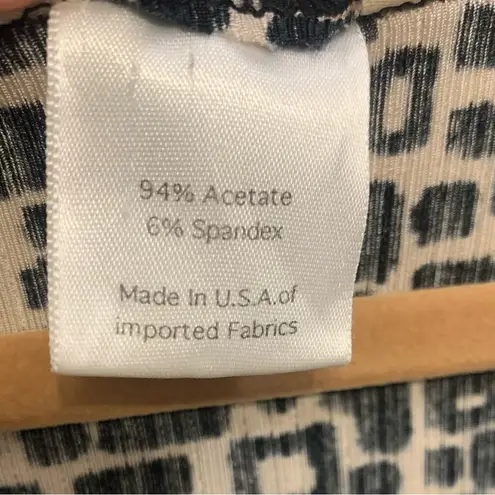 94% Acetate
6% Spandex
Made In U.S.A.of
imported Fabrics